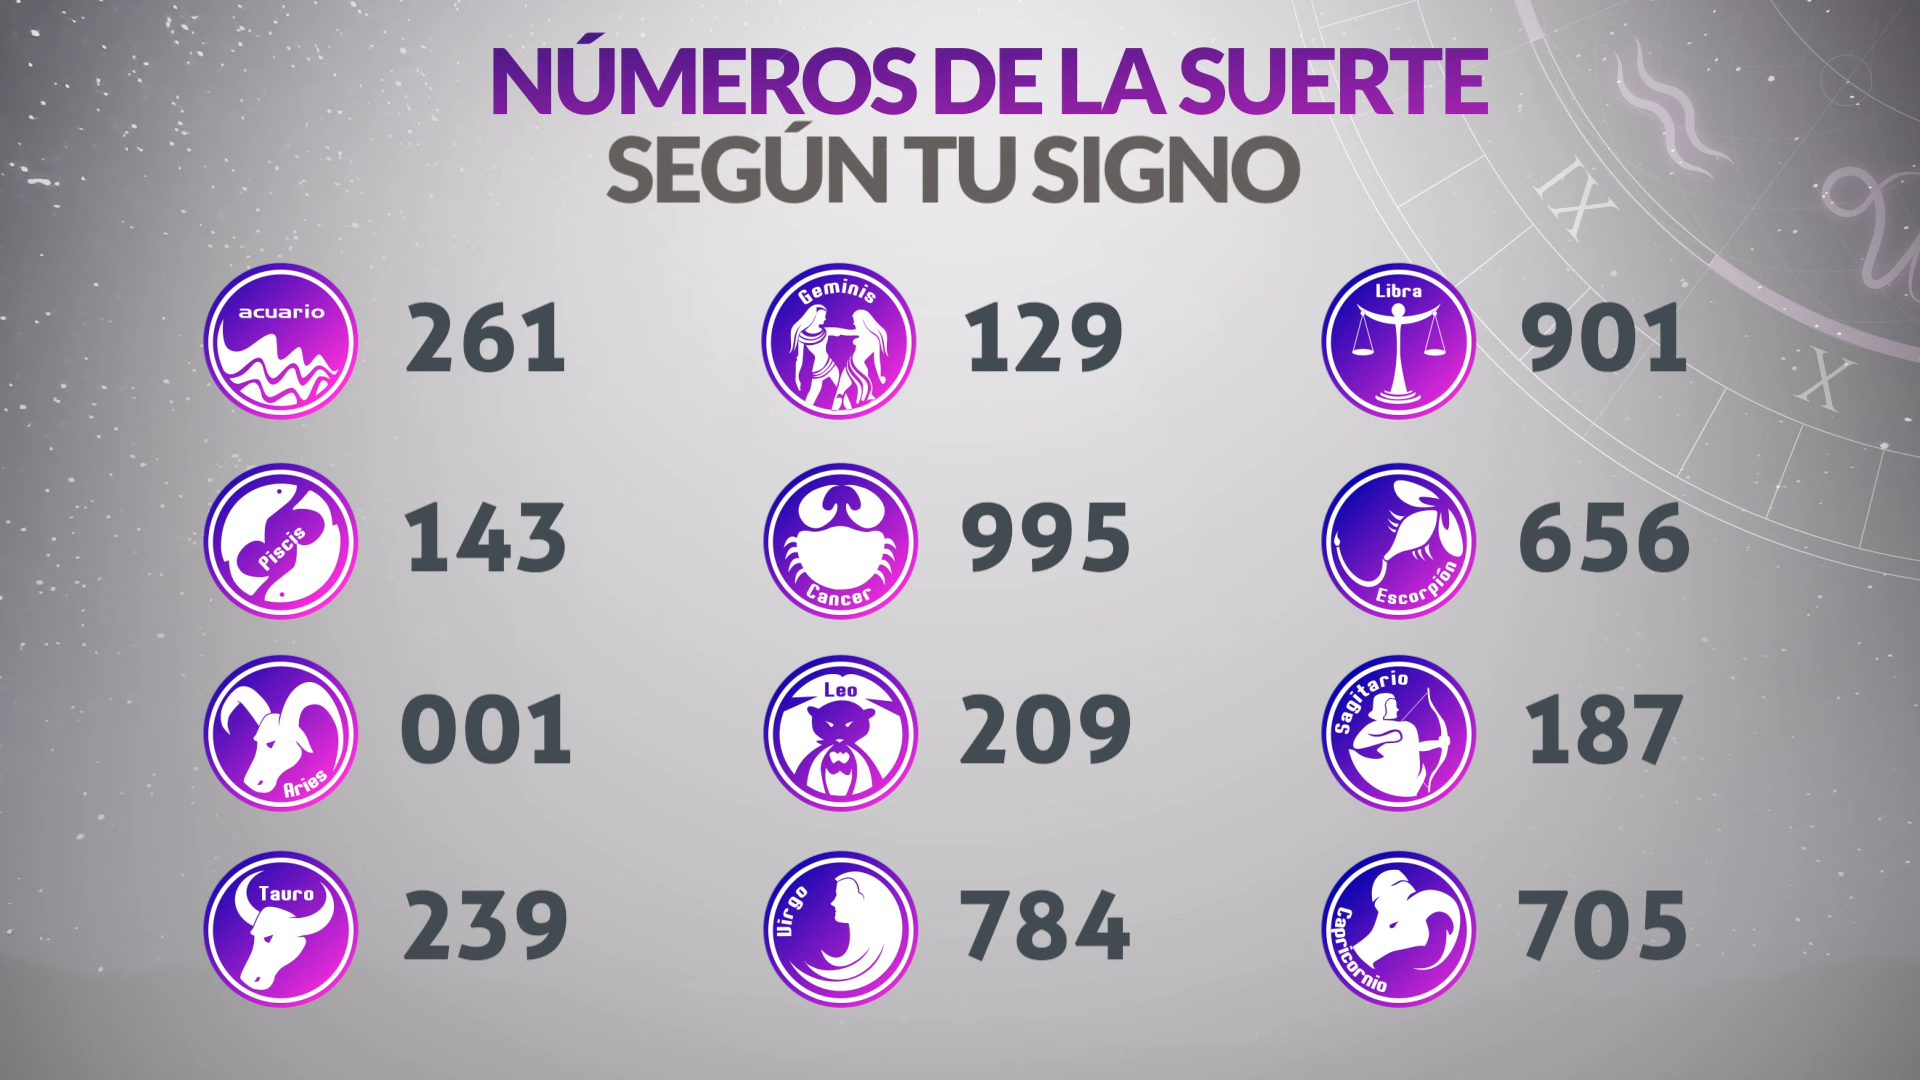 NÚMEROS DE LA SUERTE
SEGÚN TU SIGNO
acuario 261
Geminis 129
Libra 901
Piscis 143
Cancer 995
Escorpión 656
Aries 001
Leo 209
Sagitario 187
Tauro 239
Virgo 784
Capricornio 705
IX
X